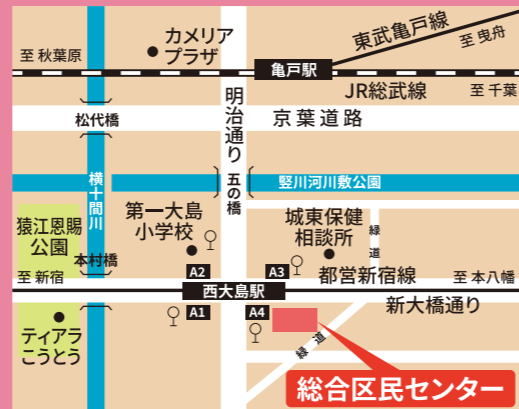 カメリア
プラザ
東武亀戸線
至 曳舟
至 秋葉原
亀戸駅
JR総武線
至 千葉
明治通り
京葉道路
松代橋
横十間川
五の橋
竪川河川敷公園
猿江恩賜
公園
第一大島
小学校
城東保健
相談所
緑道
本村橋
A2
A3
都営新宿線
至 新宿
至 本八幡
西大島駅
新大橋通り
A1
A4
ティアラ
こうとう
緑道
総合区民センター